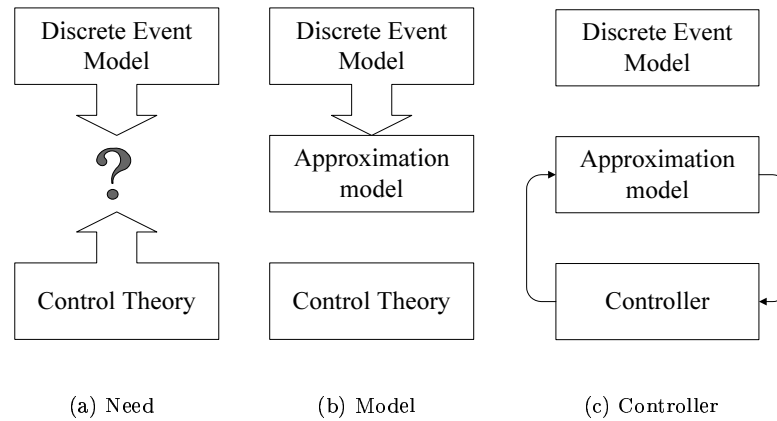 Discrete Event
Model
?
Control Theory
(a) Need
Discrete Event
Model
Approximation
model
Control Theory
(b) Model
Discrete Event
Model
Approximation
model
Controller
(c) Controller